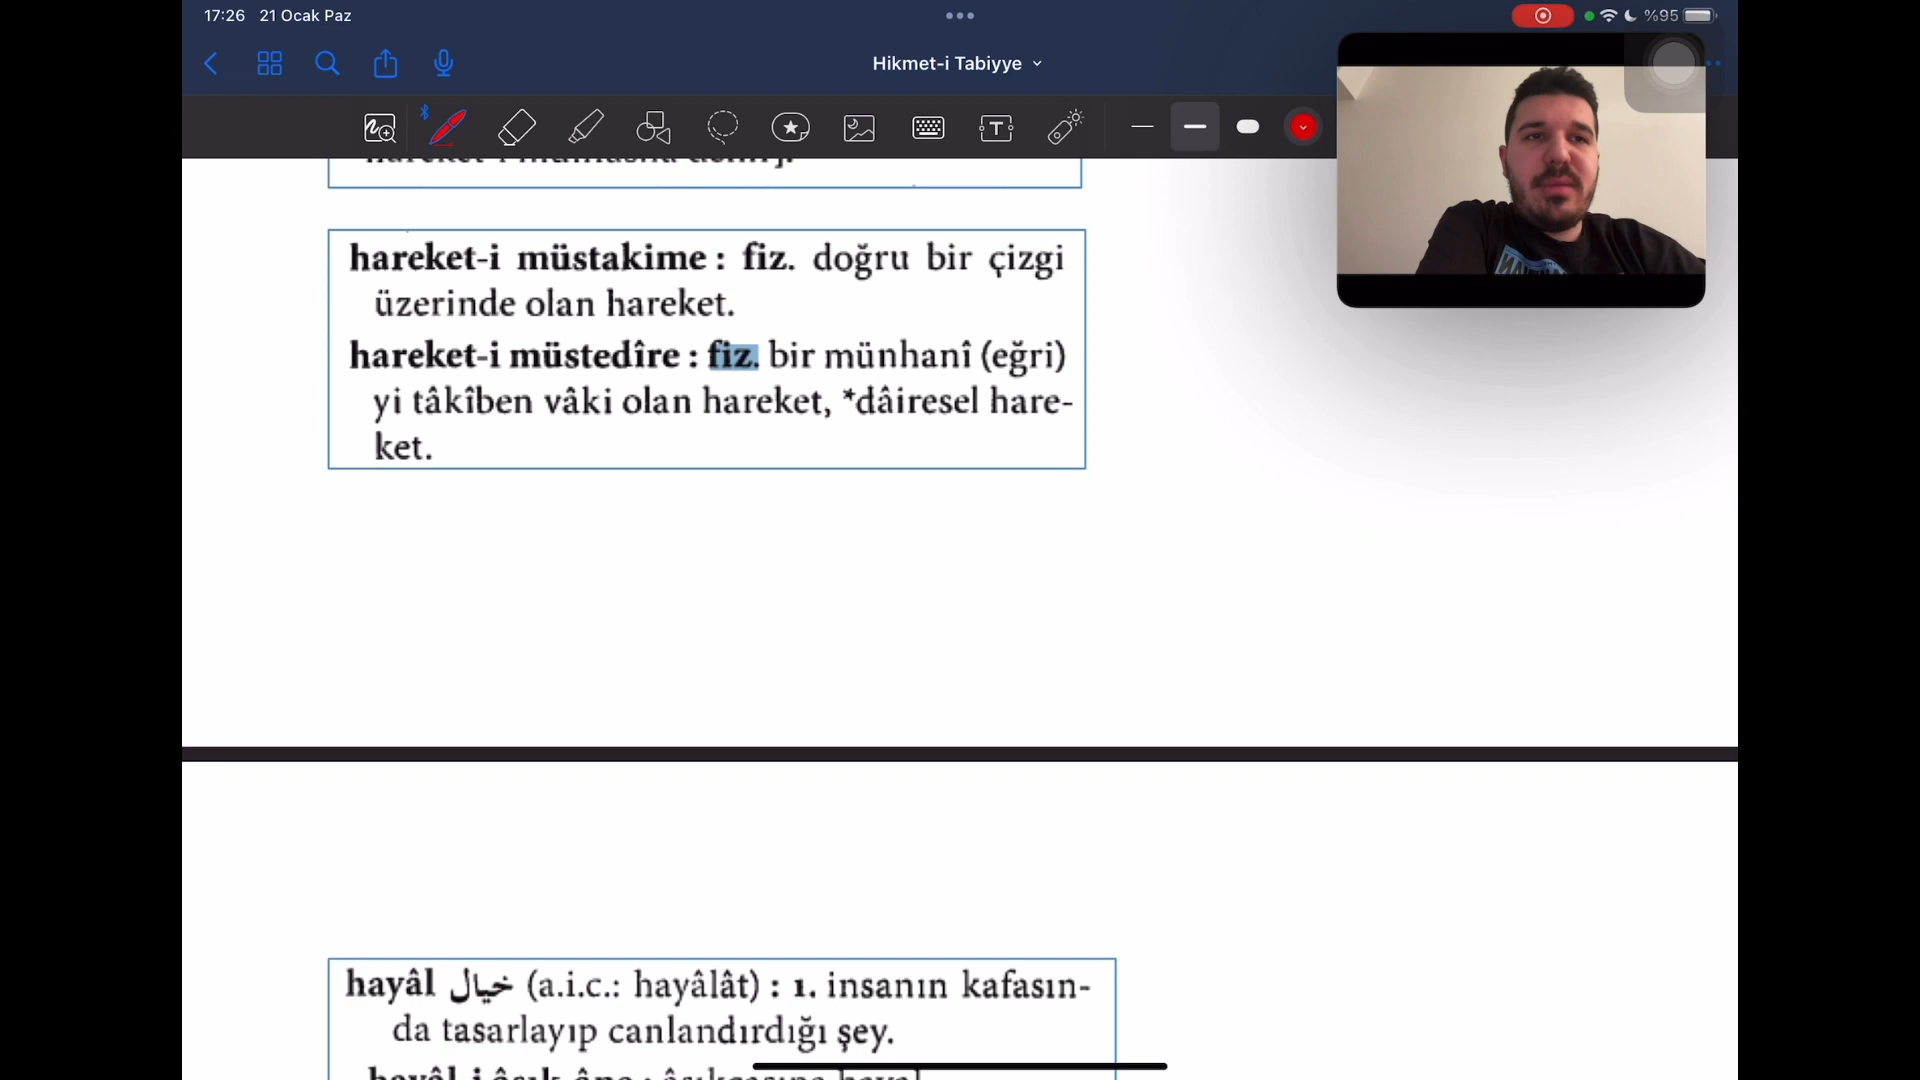 17:26 21 Ocak Paz
%95
Hikmet-i Tabiyye
hareket-i müstakime : fiz. doğru bir çizgi
üzerinde olan hareket.
hareket-i müstedîre : fiz. bir münhanî (eğri)
yi tâkîben vâki olan hareket, *dâiresel hare-
ket.
hayâl خيال (a.i.c.: hayâlât) : 1. insanın kafasın-
da tasarlayıp canlandırdığı şey.